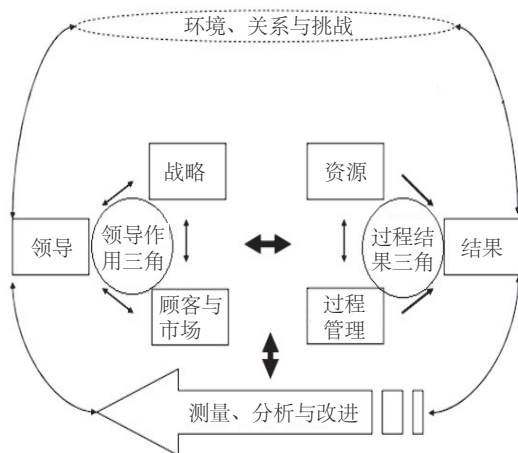 环境、关系与挑战
战略
资源
领导
领导作
用三角
过程结
果三角
结果
顾客与
市场
过程
管理
测量、分析与改进